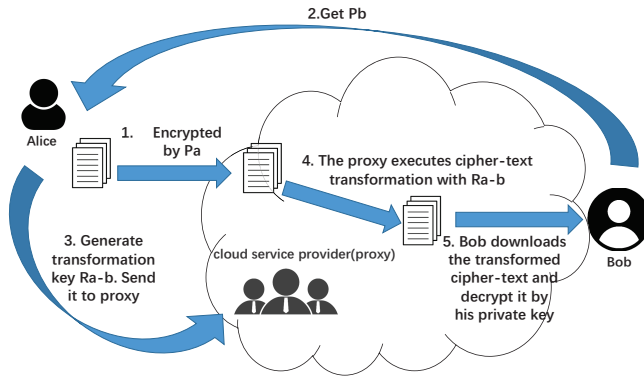 2.Get Pb
Alice
1. Encrypted
by Pa
4. The proxy executes cipher-text
transformation with Ra-b
3. Generate
transformation
key Ra-b. Send
it to proxy
cloud service provider(proxy)
5. Bob downloads
the transformed
cipher-text and
decrypt it by
his private key
Bob